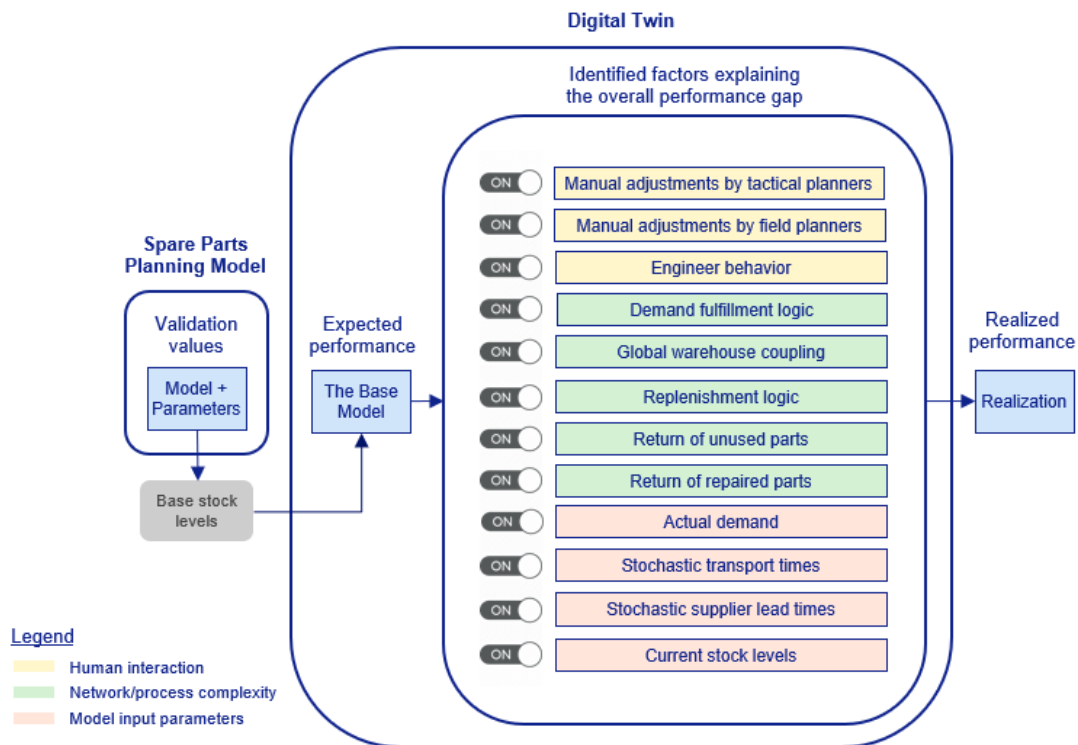 Digital Twin
Identified factors explaining
the overall performance gap
Spare Parts
Planning Model
Validation
values
Model +
Parameters
Base stock
levels
Expected
performance
The Base
Model
ON
Manual adjustments by tactical planners
ON
Manual adjustments by field planners
ON
Engineer behavior
ON
Demand fulfillment logic
ON
Global warehouse coupling
ON
Replenishment logic
ON
Return of unused parts
ON
Return of repaired parts
ON
Actual demand
ON
Stochastic transport times
ON
Stochastic supplier lead times
ON
Current stock levels
Realized
performance
Realization
Legend
Human interaction
Network/process complexity
Model input parameters